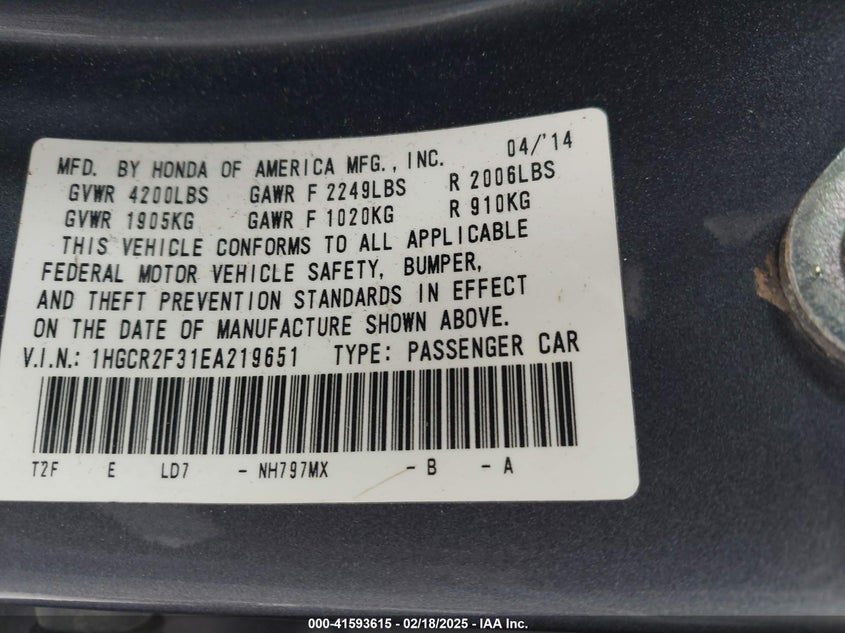 MFD. BY HONDA OF AMERICA MFG., INC. 04/'14
GVWR 4200LBS GAWR F 2249LBS R 2006LBS
GVWR 1905KG GAWR F 1020KG R 910KG
THIS VEHICLE CONFORMS TO ALL APPLICABLE
FEDERAL MOTOR VEHICLE SAFETY, BUMPER,
AND THEFT PREVENTION STANDARDS IN EFFECT
ON THE DATE OF MANUFACTURE SHOWN ABOVE.
V.I.N.: 1HGCR2F31EA219651 TYPE: PASSENGER CAR
T2F E LD7 - NH797MX - B - A
000-41593615 - 02/18/2025 - IAA Inc.